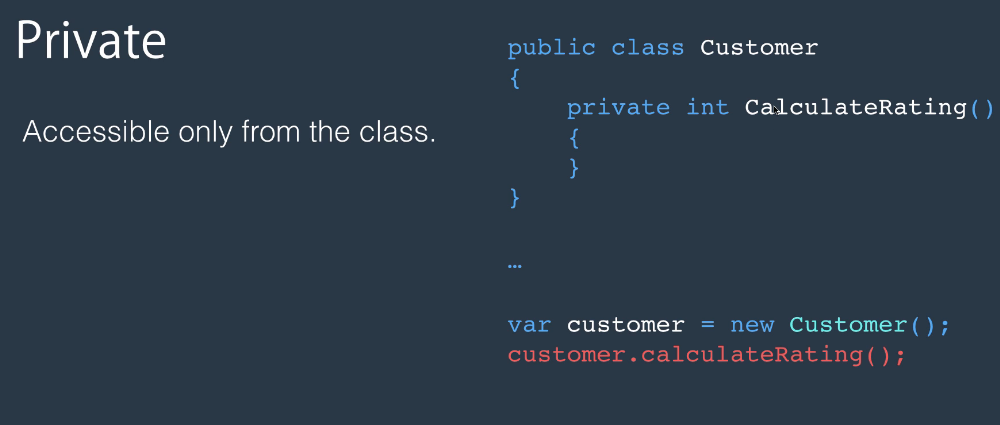 Private
Accessible only from the class.
public class Customer
{
    private int CalculateRating()
    {
    }
}
…
var customer = new Customer();
customer.calculateRating();